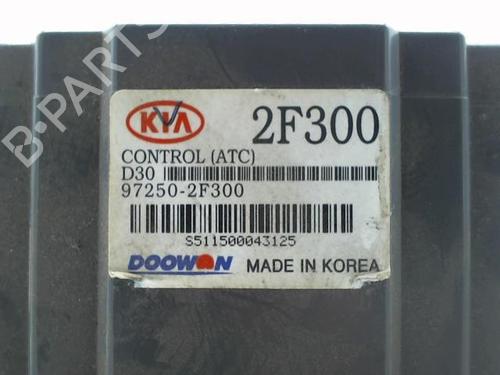 KIA
2F300
CONTROL (ATC)
D30
97250-2F300
S511500043125
DOOWON
MADE IN KOREA
B-PARTS